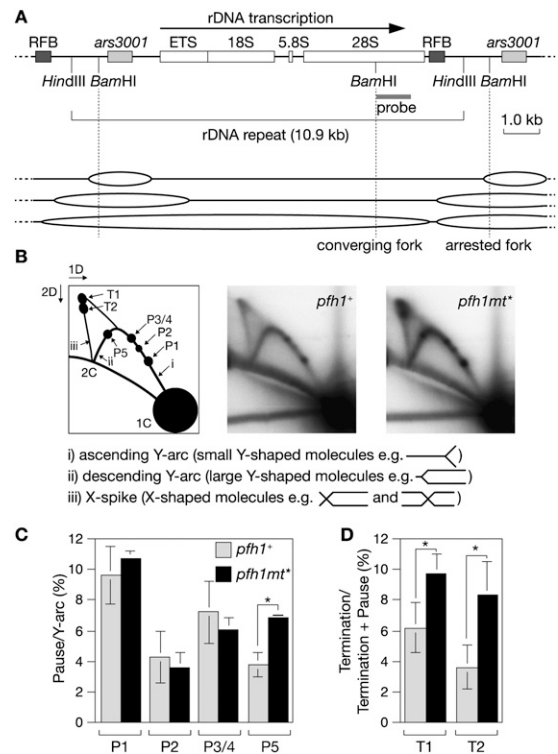 A
rDNA transcription
RFB ars3001 ETS 18S 5.8S 28S RFB ars3001
HindIII BamHI BamHI HindIII BamHI
probe
rDNA repeat (10.9 kb)
1.0 kb
converging fork arrested fork
B
1D
2D
T1
T2
P3/4
P2
P1
P5
i
ii
iii
2C
1C
pfh1+
pfh1mt*
i) ascending Y-arc (small Y-shaped molecules e.g. )
ii) descending Y-arc (large Y-shaped molecules e.g. )
iii) X-spike (X-shaped molecules e.g. and )
C
Pause/Y-arc (%)
12
10
8
6
4
2
0
pfh1+
pfh1mt*
*
P1 P2 P3/4 P5
D
Termination/
Termination + Pause (%)
12
10
8
6
4
2
0
* *
T1 T2